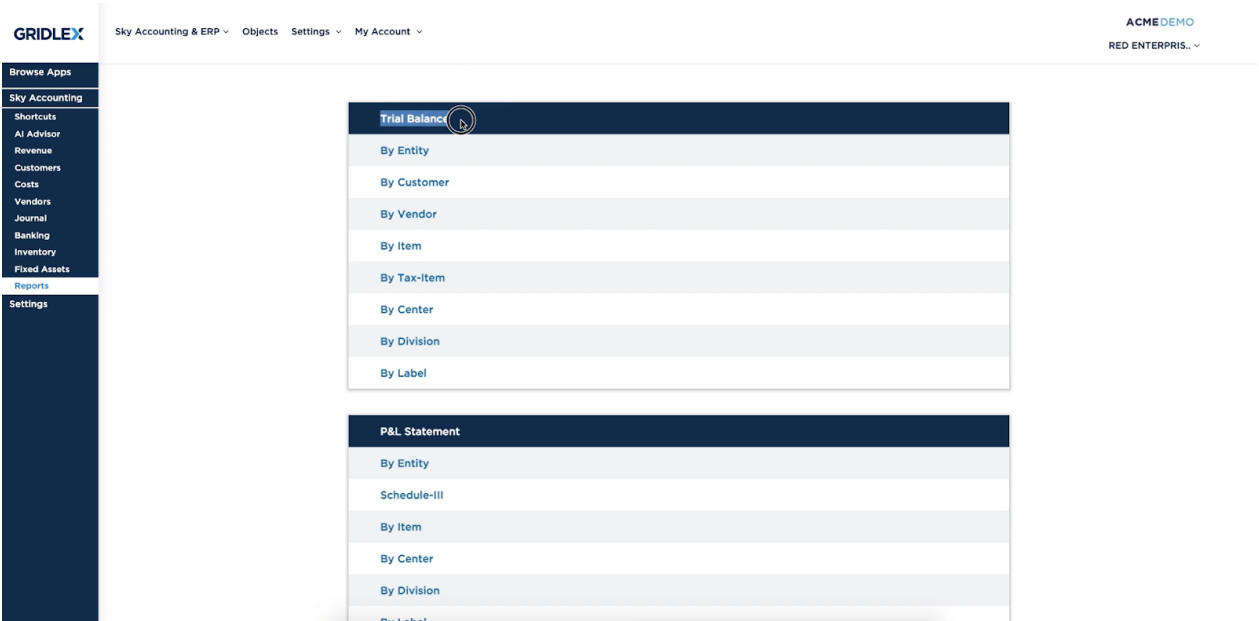 GRIDLEX
Sky Accounting & ERP Objects Settings My Account
ACMEDEMO
RED ENTERPRIS..
Browse Apps
Sky Accounting
Shortcuts
AI Advisor
Revenue
Customers
Costs
Vendors
Journal
Banking
Inventory
Fixed Assets
Reports
Settings
Trial Balance
By Entity
By Customer
By Vendor
By Item
By Tax-Item
By Center
By Division
By Label
P&L Statement
By Entity
Schedule-III
By Item
By Center
By Division
By Label